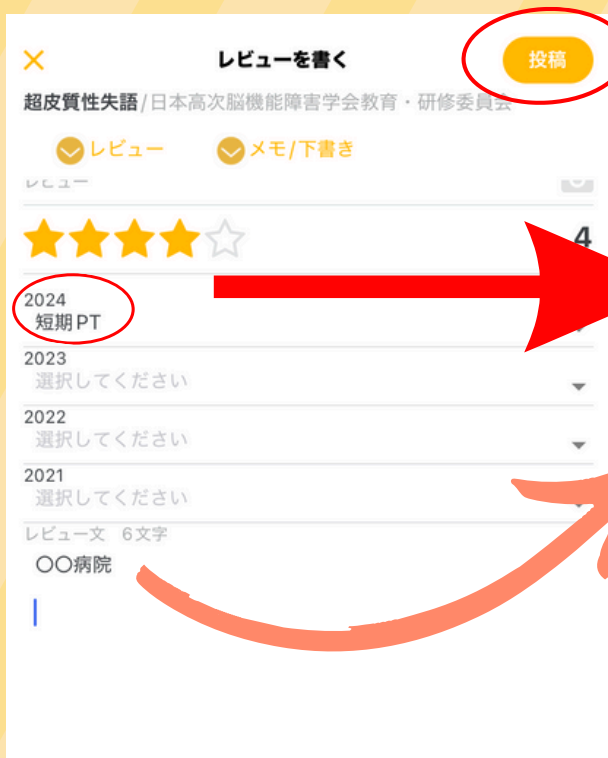 レビューを書く
投稿
超皮質性失語/日本高次脳機能障害学会教育・研修委員会
レビュー
メモ/下書き
レビュー
4
2024
短期PT
2023
選択してください
2022
選択してください
2021
選択してください
レビュー文 6文字
〇〇病院